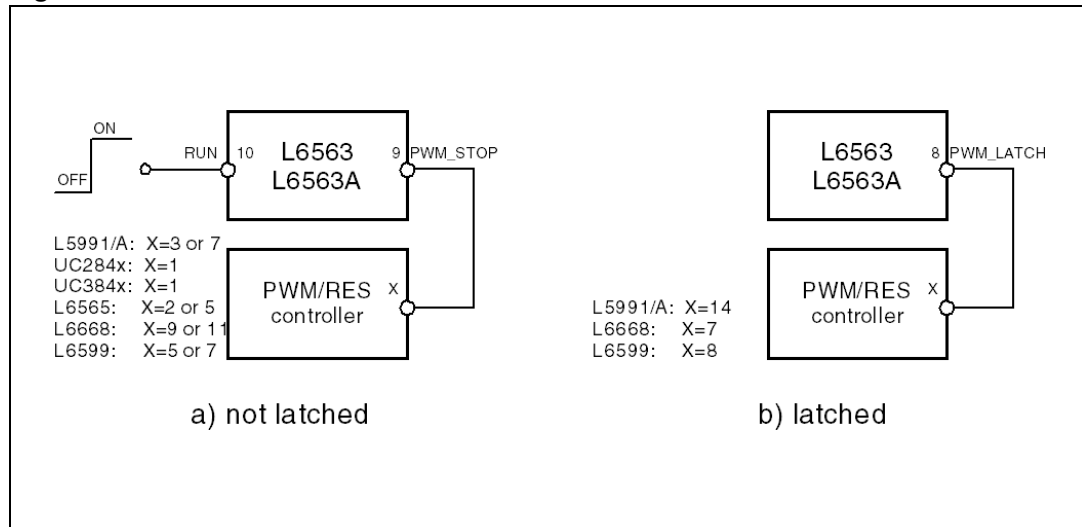 ON
OFF
RUN 10 L6563 9 PWM_STOP
L6563A
L5991/A: X=3 or 7
UC284x: X=1
UC384x: X=1
L6565: X=2 or 5
L6668: X=9 or 11
L6599: X=5 or 7
PWM/RES X
controller
a) not latched
L6563 8 PWM_LATCH
L6563A
L5991/A: X=14
L6668: X=7
L6599: X=8
PWM/RES X
controller
b) latched